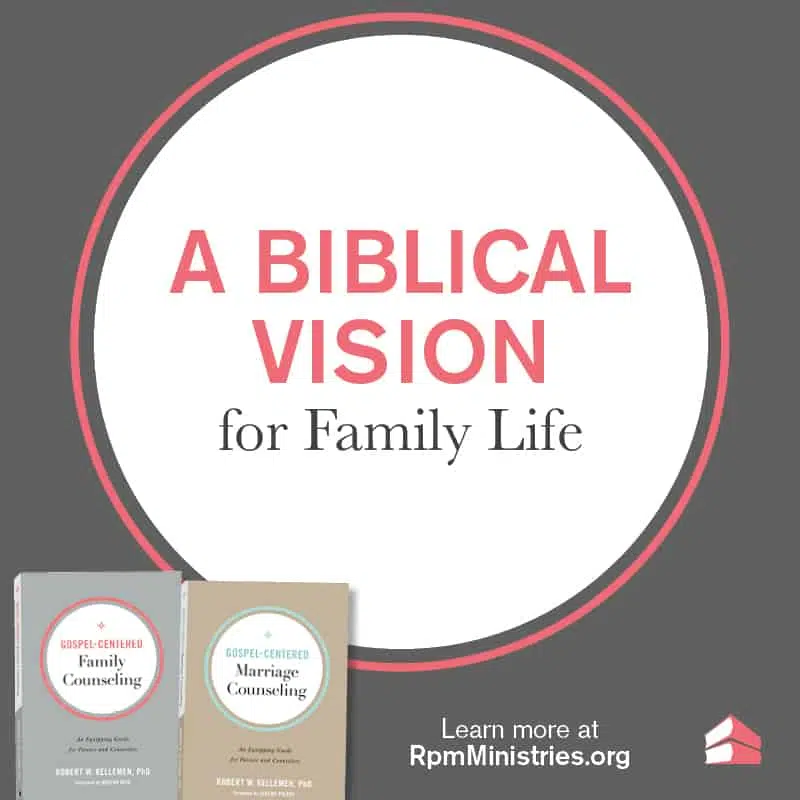 A BIBLICAL
VISION
for Family Life
GOSPEL-CENTERED
Family
Counseling
An Equipping Guide
for Pastors and Counselors
ROBERT W. KELLEMEN, PhD
GOSPEL-CENTERED
Marriage
Counseling
An Equipping Guide
for Pastors and Counselors
ROBERT W. KELLEMEN, PhD
Learn more at
RpmMinistries.org